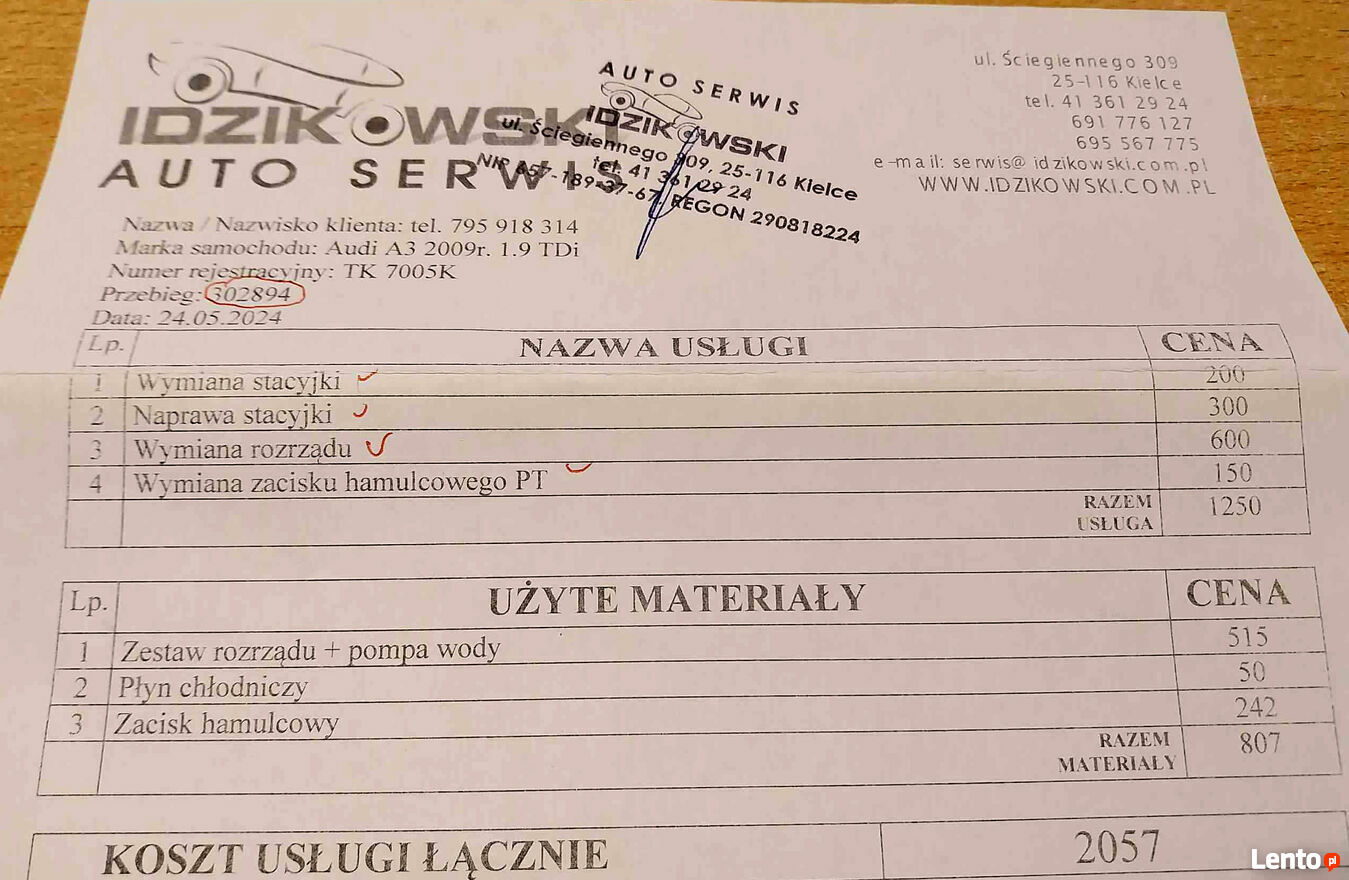 IDZIKOWSKI
AUTO SERWIS
AUTO SERWIS
IDZIKOWSKI
ul. Ściegiennego 309, 25-116 Kielce
tel. 41 361 29 24
NIP 657-189-37-67, REGON 290818224
ul. Ściegiennego 309
25-116 Kielce
tel. 41 361 29 24
691 776 127
695 567 775
e-mail: serwis@idzikowski.com.pl
WWW.IDZIKOWSKI.COM.PL
Nazwa / Nazwisko klienta: tel. 795 918 314
Marka samochodu: Audi A3 2009r. 1.9 TDi
Numer rejestracyjny: TK 7005K
Przebieg: 302894
Data: 24.05.2024
Lp. NAZWA USŁUGI CENA
1 Wymiana stacyjki 200
2 Naprawa stacyjki 300
3 Wymiana rozrządu 600
4 Wymiana zacisku hamulcowego PT 150
RAZEM USŁUGA 1250
Lp. UŻYTE MATERIAŁY CENA
1 Zestaw rozrządu + pompa wody 515
2 Płyn chłodniczy 50
3 Zacisk hamulcowy 242
RAZEM MATERIAŁY 807
KOSZT USŁUGI ŁĄCZNIE 2057
Lento.pl